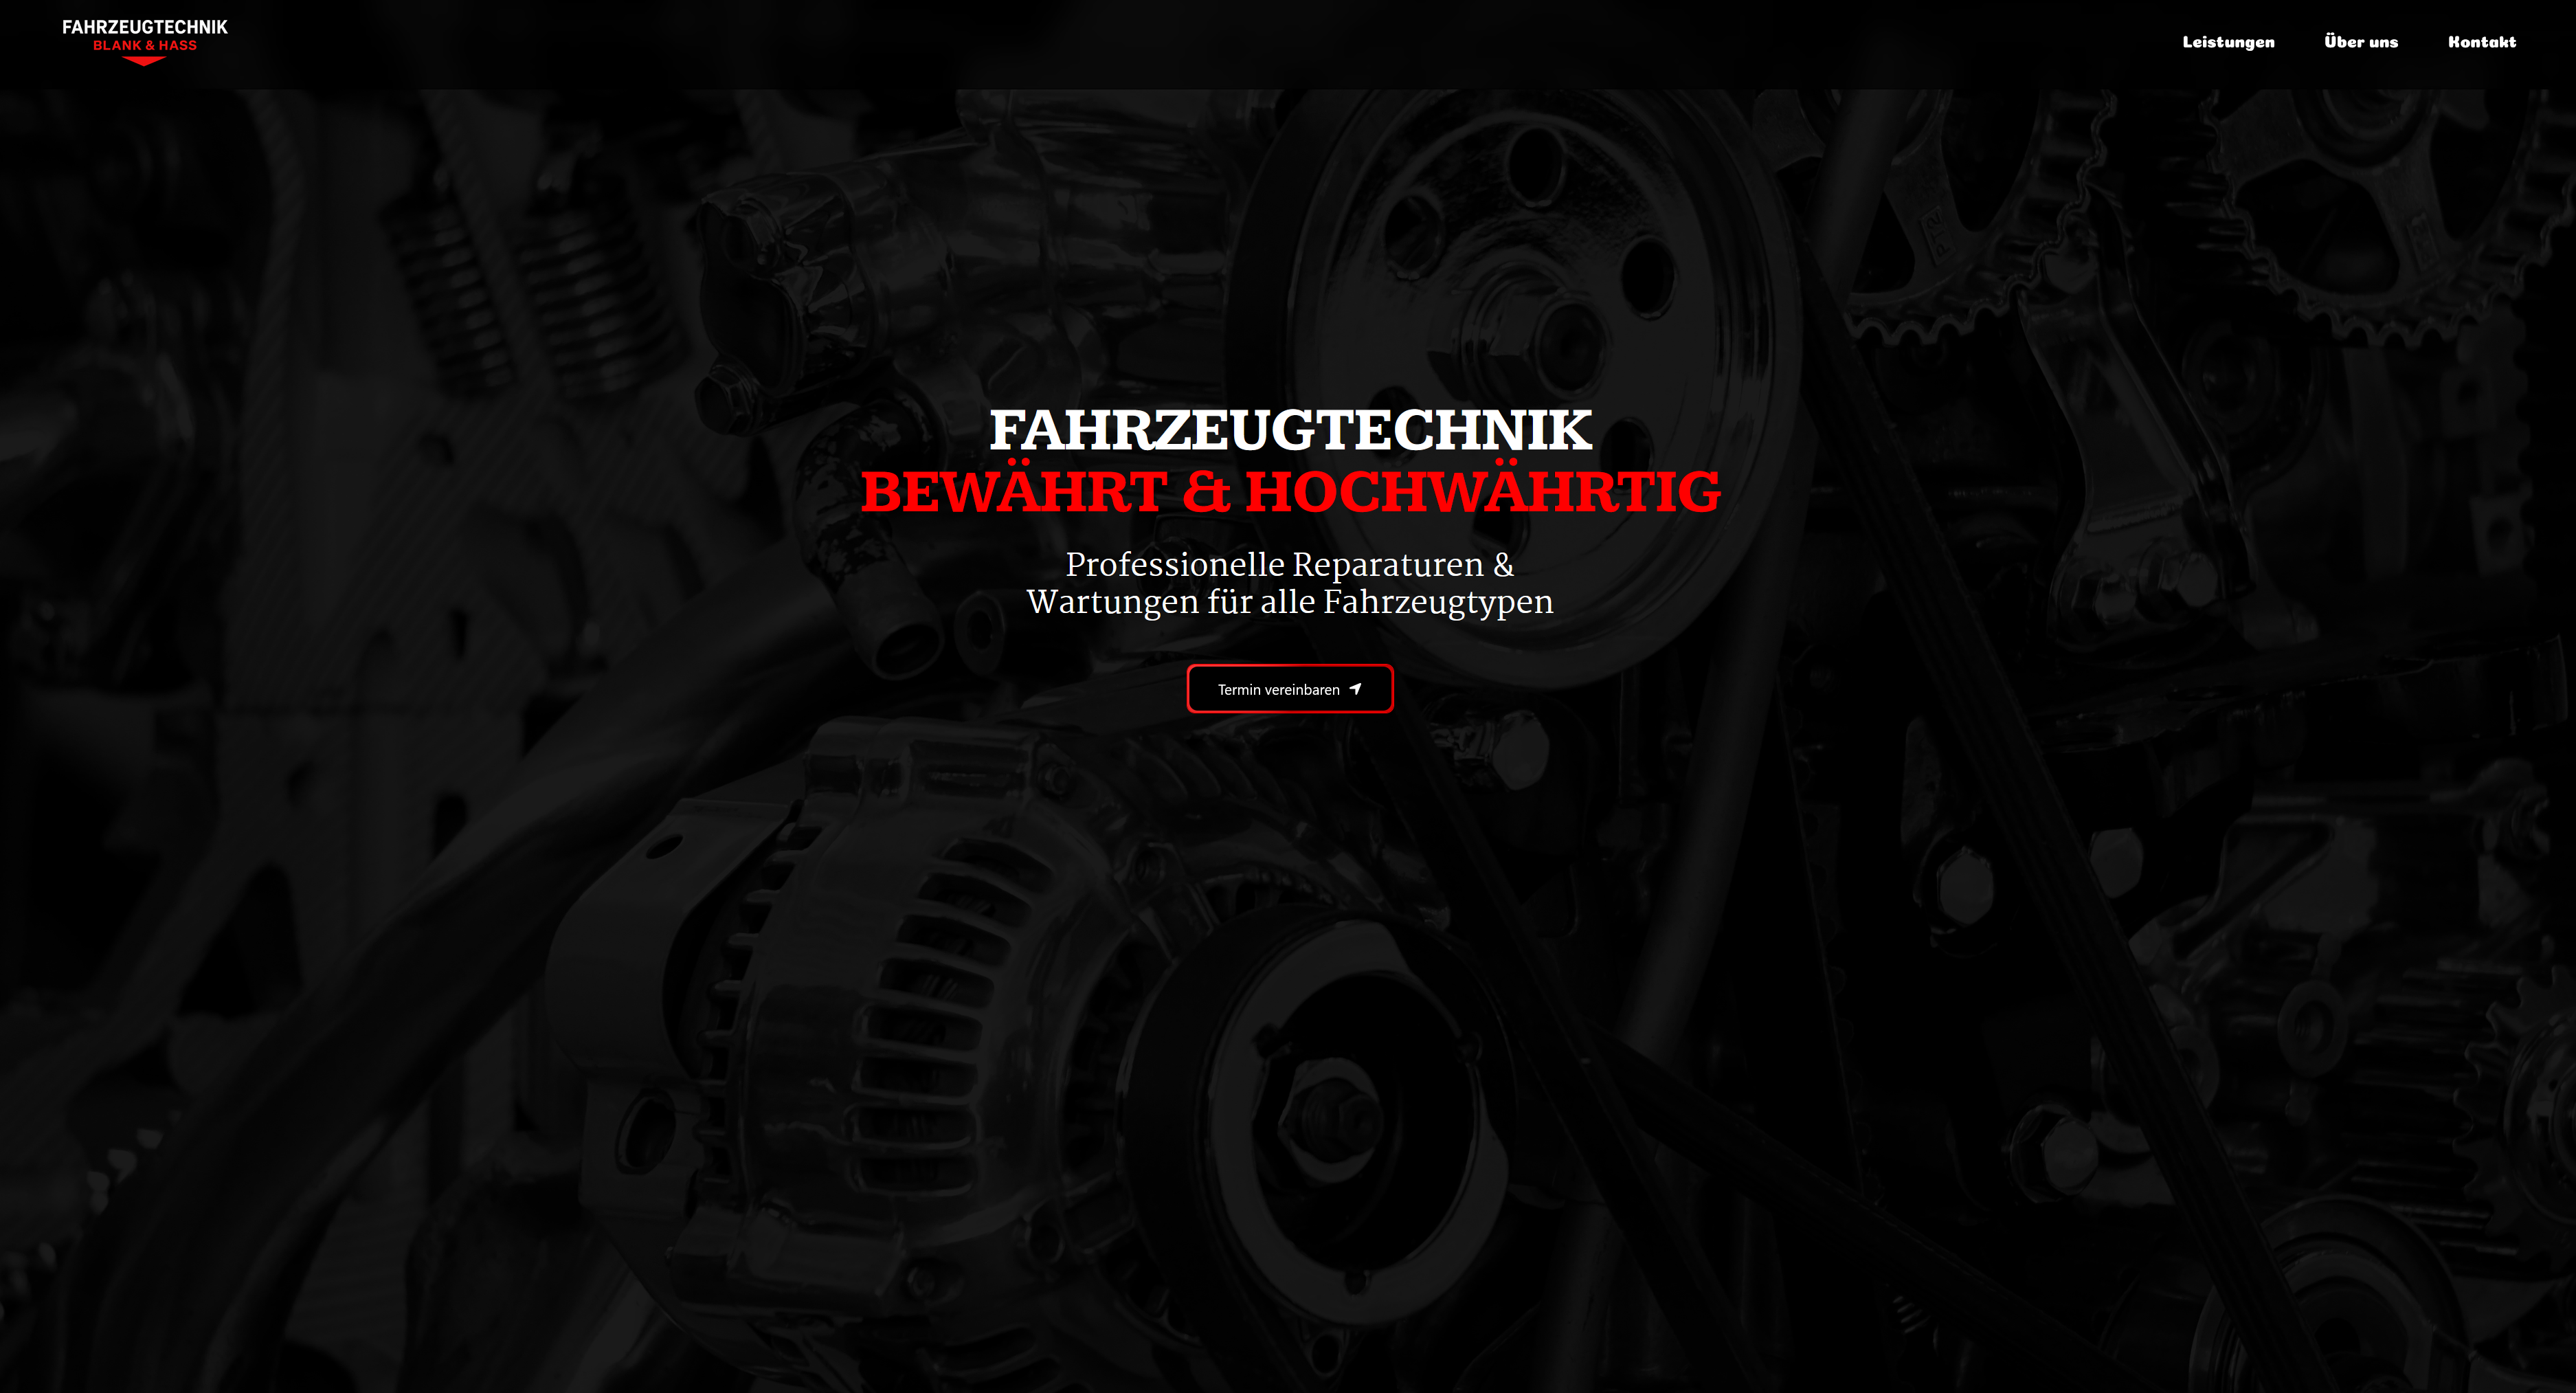 FAHRZEUGTECHNIK
BLANK & HASS
Leistungen Über uns Kontakt
FAHRZEUGTECHNIK
BEWÄHRT & HOCHWÄHRTIG
Professionelle Reparaturen &
Wartungen für alle Fahrzeugtypen
Termin vereinbaren